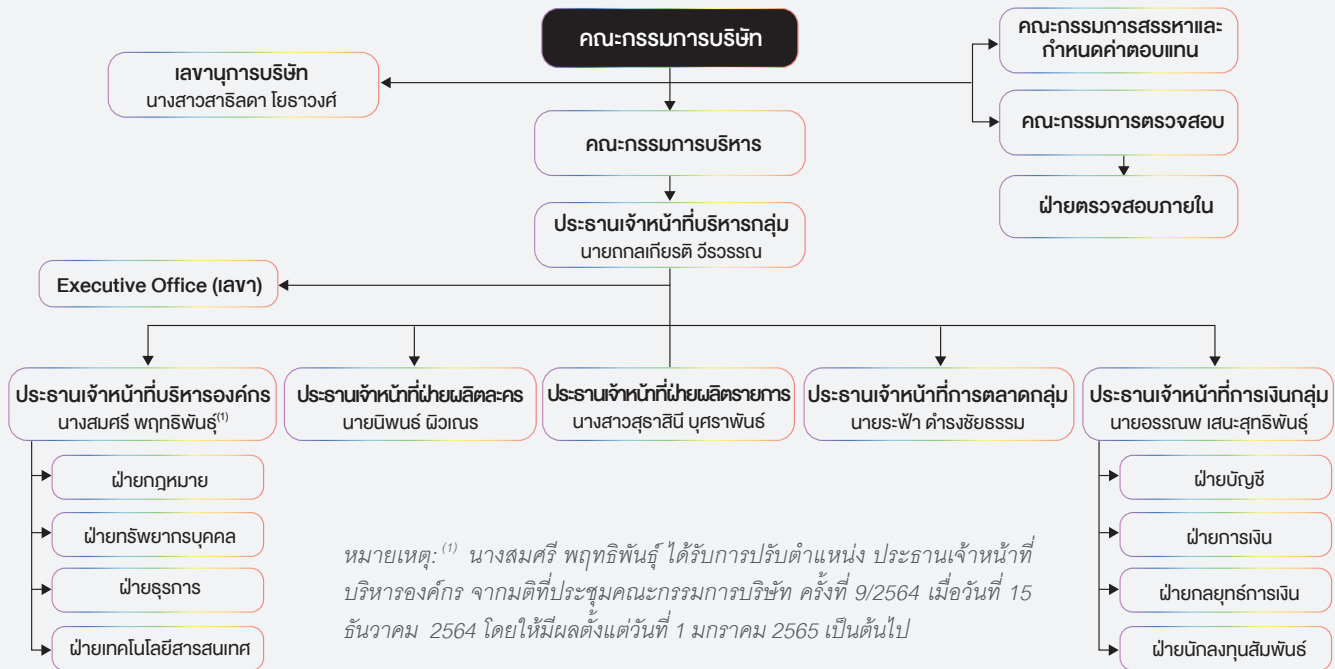 คณะกรรมการบริษัท
คณะกรรมการสรรหาและ
กำหนดค่าตอบแทน
เลขานุการบริษัท
นางสาวสาธิลดา โยธาวงศ์
คณะกรรมการตรวจสอบ
คณะกรรมการบริหาร
ฝ่ายตรวจสอบภายใน
ประธานเจ้าหน้าที่บริหารกลุ่ม
นายถกลเกียรติ วีรวรรณ
Executive Office (เลขา)
ประธานเจ้าหน้าที่บริหารองค์กร
นางสมศรี พฤทธิพันธุ์(1)
ประธานเจ้าหน้าที่ฝ่ายผลิตละคร
นายนิพนธ์ ผิวเณร
ประธานเจ้าหน้าที่ฝ่ายผลิตรายการ
นางสาวสุธาสินี บุศราพันธ์
ประธานเจ้าหน้าที่การตลาดกลุ่ม
นายระฟ้า ดำรงชัยธรรม
ประธานเจ้าหน้าที่การเงินกลุ่ม
นายอรรณพ เสนะสุทธิพันธุ์
ฝ่ายกฎหมาย
ฝ่ายทรัพยากรบุคคล
ฝ่ายธุรการ
ฝ่ายเทคโนโลยีสารสนเทศ
หมายเหตุ: (1) นางสมศรี พฤทธิพันธุ์ ได้รับการปรับตำแหน่ง ประธานเจ้าหน้าที่
บริหารองค์กร จากมติที่ประชุมคณะกรรมการบริษัท ครั้งที่ 9/2564 เมื่อวันที่ 15
ธันวาคม 2564 โดยให้มีผลตั้งแต่วันที่ 1 มกราคม 2565 เป็นต้นไป
ฝ่ายบัญชี
ฝ่ายการเงิน
ฝ่ายกลยุทธ์การเงิน
ฝ่ายนักลงทุนสัมพันธ์